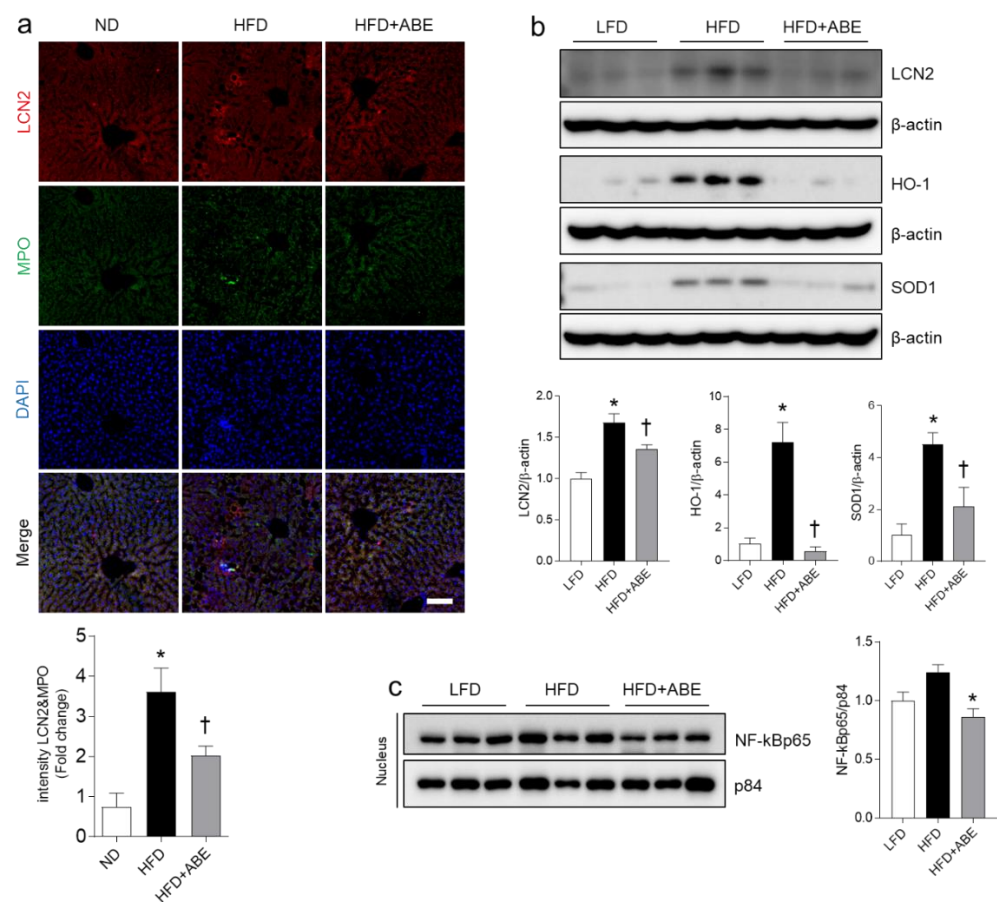 a
ND HFD HFD+ABE
LCN2
MPO
DAPI
Merge
intensity LCN2&MPO
(Fold change)
5
4
3
2
1
0
*
†
ND HFD HFD+ABE
b
LFD HFD HFD+ABE
LCN2
β-actin
HO-1
β-actin
SOD1
β-actin
LCN2/β-actin
2.0
1.5
1.0
0.5
0.0
*
†
LFD HFD HFD+ABE
HO-1/β-actin
10
8
6
4
2
0
*
†
LFD HFD HFD+ABE
SOD1/β-actin
6
4
2
0
*
†
LFD HFD HFD+ABE
c
LFD HFD HFD+ABE
Nucleus
NF-kBp65
p84
NF-kBp65/p84
1.5
1.0
0.5
0.0
*
LFD HFD HFD+ABE